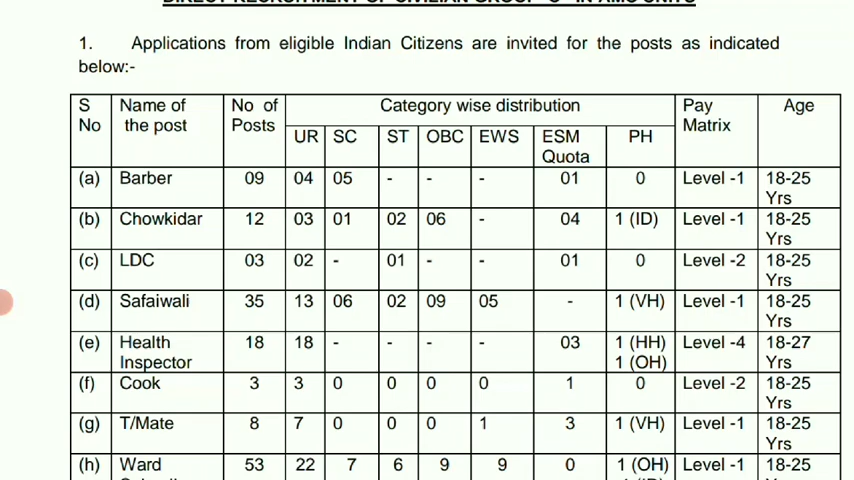 1. Applications from eligible Indian Citizens are invited for the posts as indicated
below:-
S No | Name of the post | No of Posts | Category wise distribution | Pay Matrix | Age
UR | SC | ST | OBC | EWS | ESM Quota | PH
(a) | Barber | 09 | 04 | 05 | - | - | - | 01 | 0 | Level -1 | 18-25 Yrs
(b) | Chowkidar | 12 | 03 | 01 | 02 | 06 | - | 04 | 1 (ID) | Level -1 | 18-25 Yrs
(c) | LDC | 03 | 02 | - | 01 | - | - | 01 | 0 | Level -2 | 18-25 Yrs
(d) | Safaiwali | 35 | 13 | 06 | 02 | 09 | 05 | - | 1 (VH) | Level -1 | 18-25 Yrs
(e) | Health Inspector | 18 | 18 | - | - | - | - | 03 | 1 (HH) 1 (OH) | Level -4 | 18-27 Yrs
(f) | Cook | 3 | 3 | 0 | 0 | 0 | 0 | 1 | 0 | Level -2 | 18-25 Yrs
(g) | T/Mate | 8 | 7 | 0 | 0 | 0 | 1 | 3 | 1 (VH) | Level -1 | 18-25 Yrs
(h) | Ward | 53 | 22 | 7 | 6 | 9 | 9 | 0 | 1 (OH) | Level -1 | 18-25